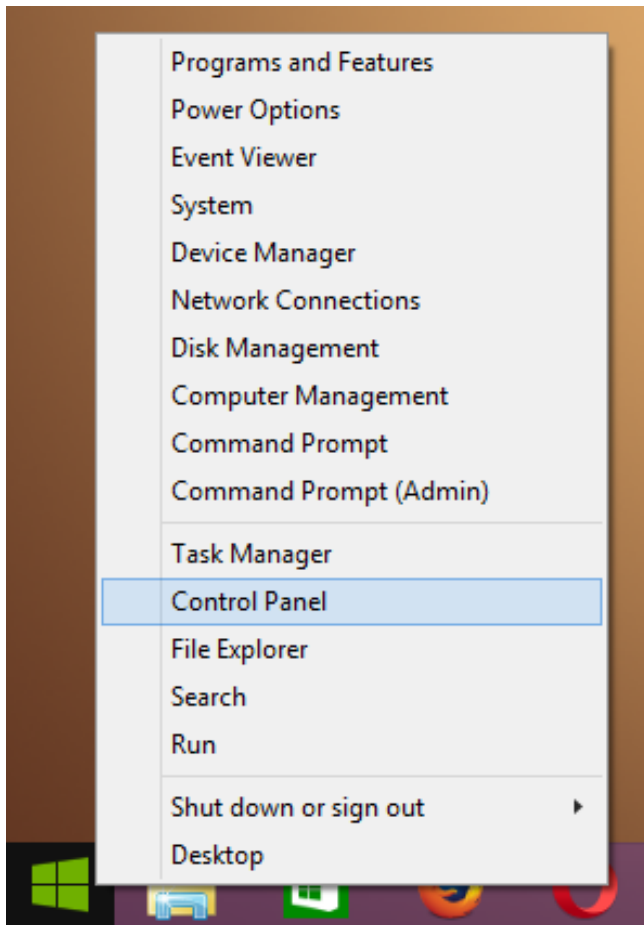 Programs and Features
Power Options
Event Viewer
System
Device Manager
Network Connections
Disk Management
Computer Management
Command Prompt
Command Prompt (Admin)
Task Manager
Control Panel
File Explorer
Search
Run
Shut down or sign out
Desktop